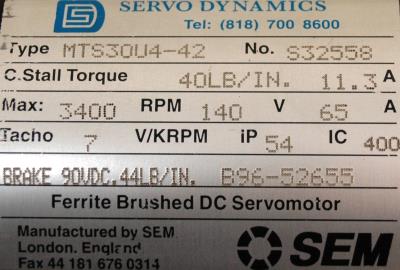 SERVO DYNAMICS
Tel: (818) 700 8600
Type MTS30U4-42 No. S32558
C.Stall Torque 40LB/IN. 11.3 A
Max: 3400 RPM 140 V 65 A
Tacho 7 V/KRPM iP 54 IC 400
BRAKE 90VDC.44LB/IN. B96-52655
Ferrite Brushed DC Servomotor
Manufactured by SEM
London. England
Fax 44 181 676 0314
SEM